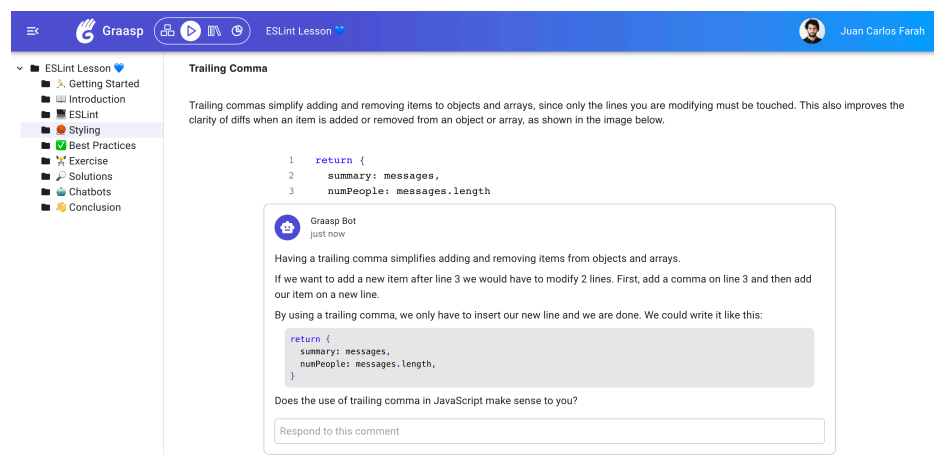 Graasp
ESLint Lesson 💙
Juan Carlos Farah
ESLint Lesson 💙
Getting Started
Introduction
ESLint
Styling
Best Practices
Exercise
Solutions
Chatbots
Conclusion
Trailing Comma
Trailing commas simplify adding and removing items to objects and arrays, since only the lines you are modifying must be touched. This also improves the
clarity of diffs when an item is added or removed from an object or array, as shown in the image below.
1 return {
2 summary: messages,
3 numPeople: messages.length
Graasp Bot
just now
Having a trailing comma simplifies adding and removing items from objects and arrays.
If we want to add a new item after line 3 we would have to modify 2 lines. First, add a comma on line 3 and then add
our item on a new line.
By using a trailing comma, we only have to insert our new line and we are done. We could write it like this:
return {
summary: messages,
numPeople: messages.length,
}
Does the use of trailing comma in JavaScript make sense to you?
Respond to this comment